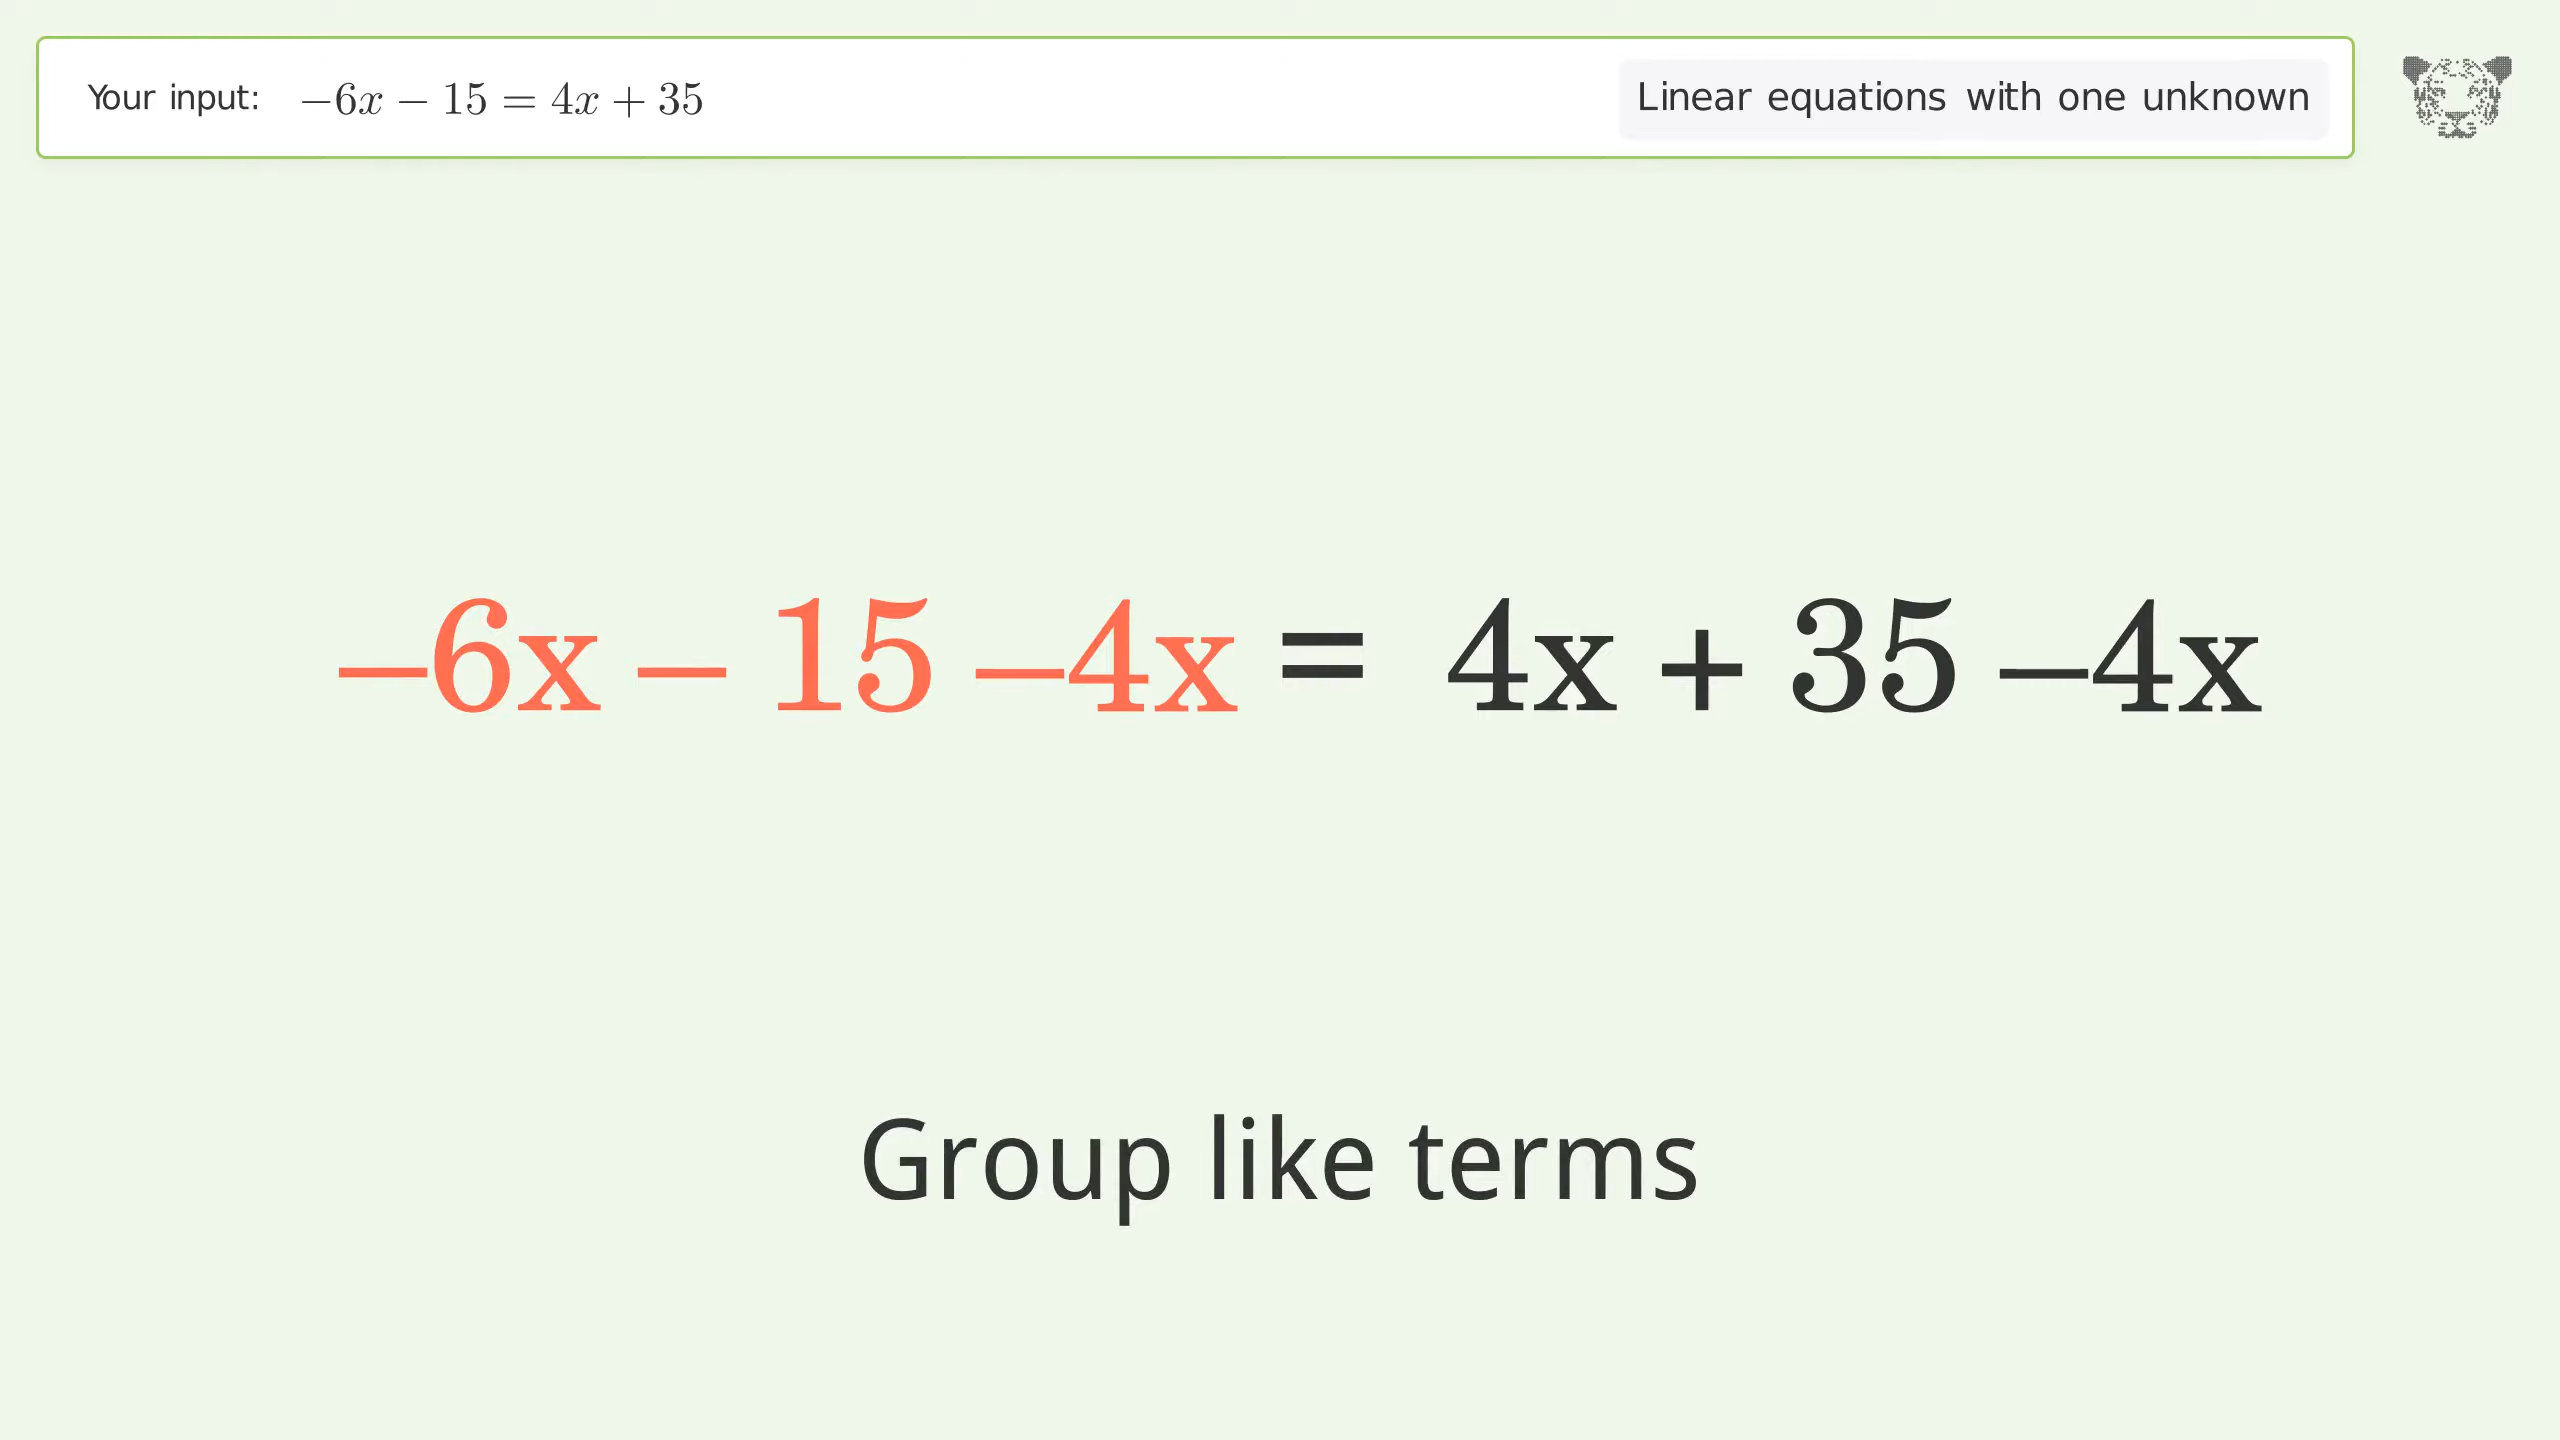 Your input: −6x − 15 = 4x + 35
Linear equations with one unknown
−6x − 15 −4x = 4x + 35 −4x
Group like terms